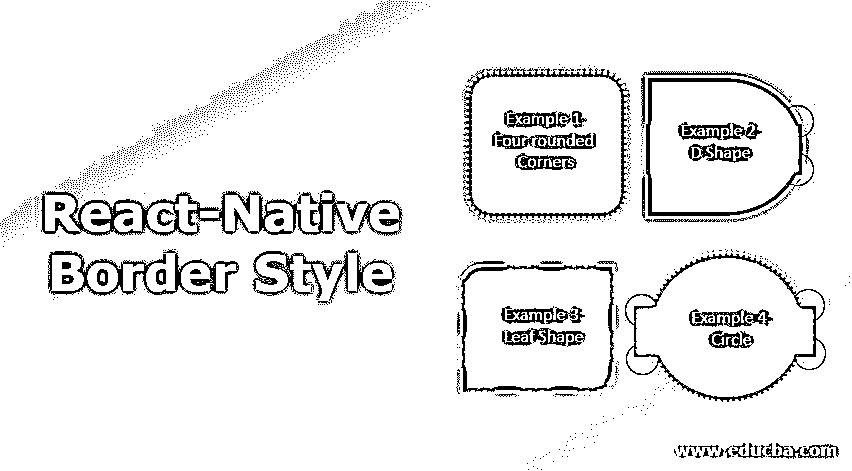 React-Native
Border Style
Example 1-
Four rounded
Corners
Example 2-
D Shape
Example 3-
Leaf Shape
Example 4-
Circle
www.educba.com